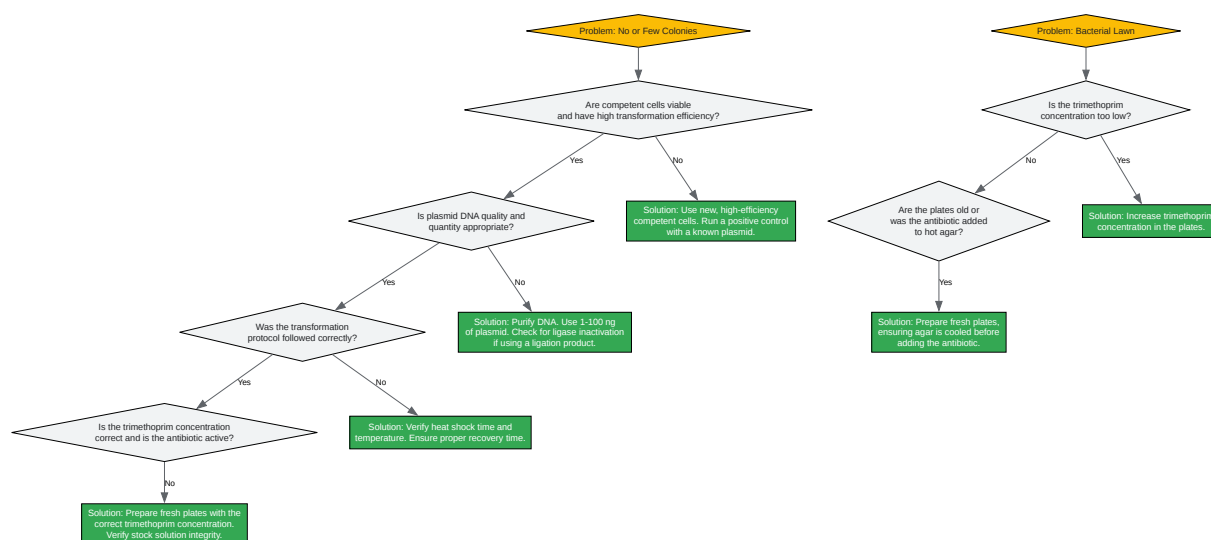 Problem: No or Few Colonies
Problem: Bacterial Lawn
Are competent cells viable
and have high transformation efficiency?
Is the trimethoprim
concentration too low?
Yes
No
No
Yes
Is plasmid DNA quality and
quantity appropriate?
Solution: Use new, high-efficiency
competent cells. Run a positive control
with a known plasmid.
Are the plates old or
was the antibiotic added
to hot agar?
Solution: Increase trimethoprim
concentration in the plates.
Yes
No
Yes
Was the transformation
protocol followed correctly?
Solution: Purify DNA. Use 1-100 ng
of plasmid. Check for ligase inactivation
if using a ligation product.
Solution: Prepare fresh plates,
ensuring agar is cooled before
adding the antibiotic.
Yes
No
Is the trimethoprim concentration
correct and is the antibiotic active?
Solution: Verify heat shock time and
temperature. Ensure proper recovery time.
No
Solution: Prepare fresh plates with the
correct trimethoprim concentration.
Verify stock solution integrity.